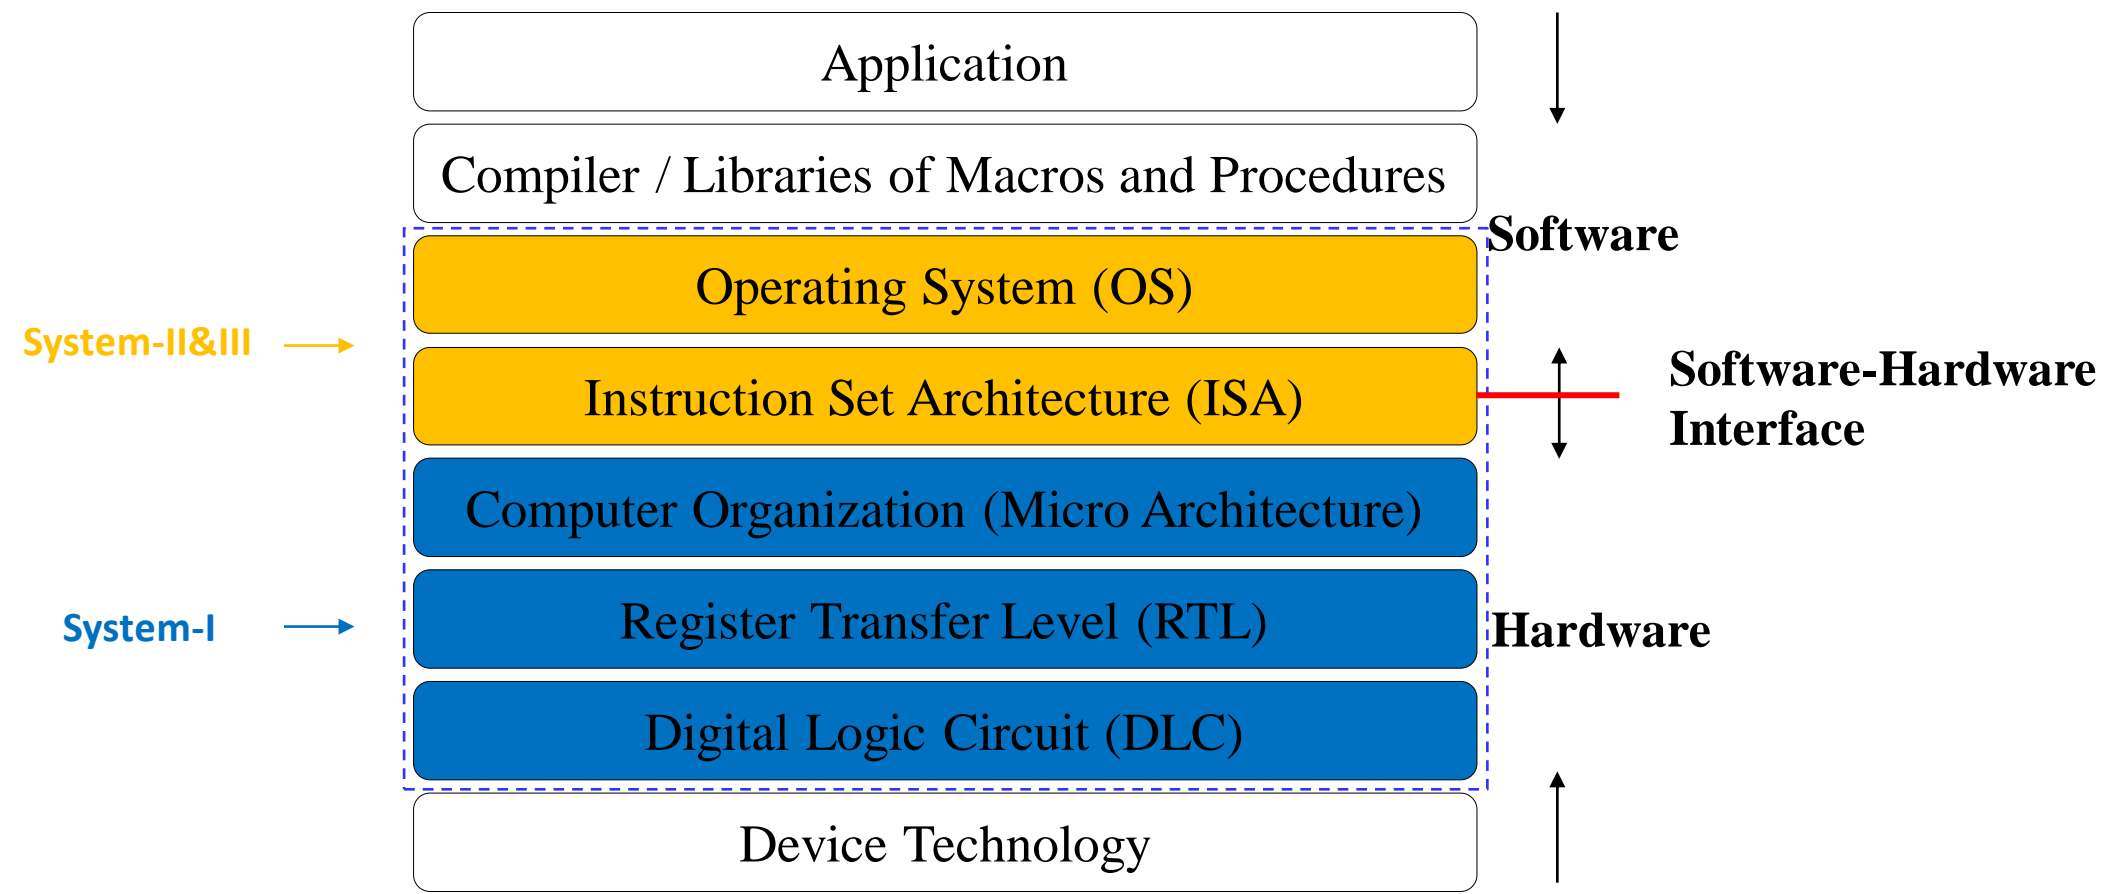 Application
Compiler / Libraries of Macros and Procedures
Software
Operating System (OS)
System-II&III
Instruction Set Architecture (ISA)
Software-Hardware
Interface
Computer Organization (Micro Architecture)
System-I
Register Transfer Level (RTL)
Hardware
Digital Logic Circuit (DLC)
Device Technology